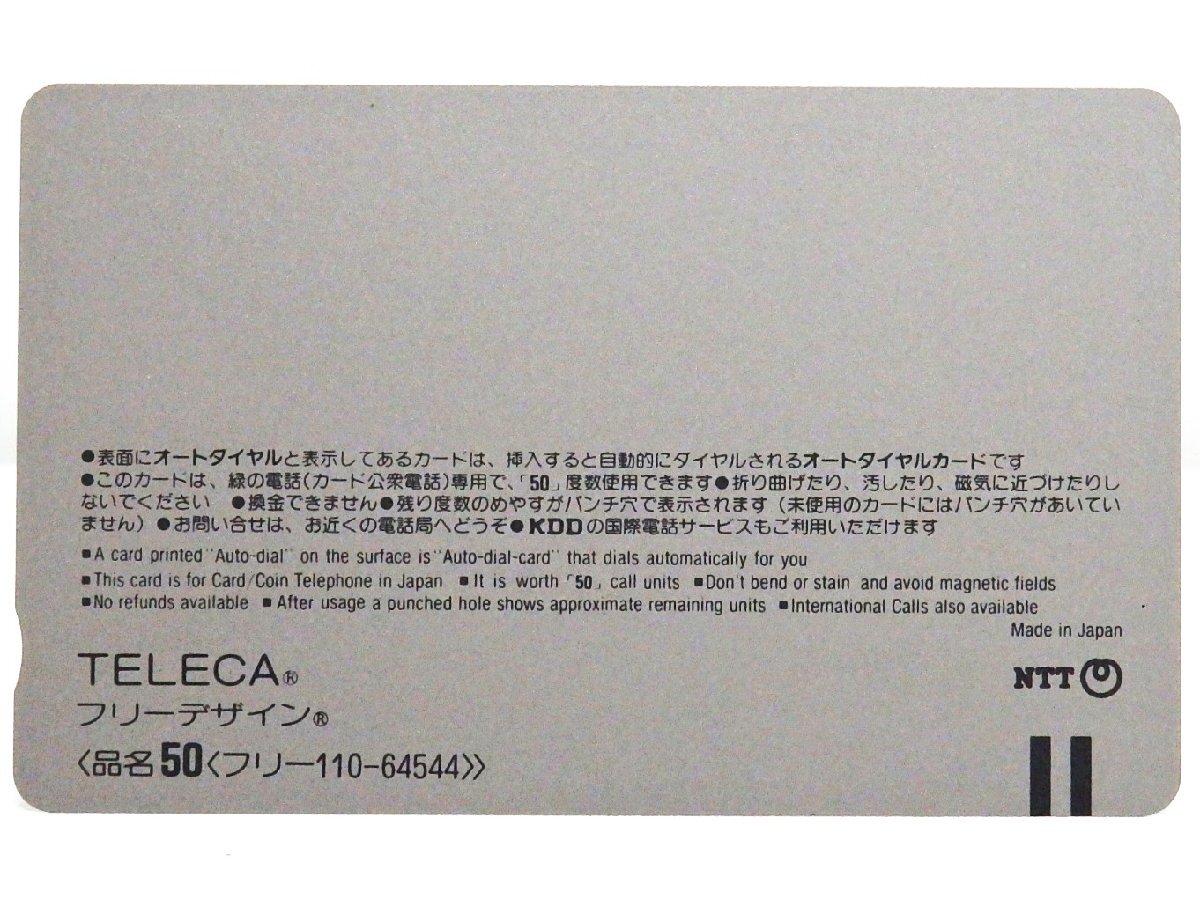 ●表面にオートダイヤルと表示してあるカードは、挿入すると自動的にダイヤルされるオートダイヤルカードです
●このカードは、緑の電話(カード公衆電話)専用で、「50」度数使用できます●折り曲げたり、汚したり、磁気に近づけたりし
ないでください ●換金できません●残り度数のめやすがパンチ穴で表示されます(未使用のカードにはパンチ穴があいてい
ません)●お問い合せは、お近くの電話局へどうぞ●KDDの国際電話サービスもご利用いただけます
■A card printed "Auto-dial" on the surface is "Auto-dial-card" that dials automatically for you
■This card is for Card/Coin Telephone in Japan ■It is worth「50」call units ■Don't bend or stain and avoid magnetic fields
■No refunds available ■After usage a punched hole shows approximate remaining units ■International Calls also available
Made in Japan
TELECA®
NTT
フリーデザイン®
〈品名50〈フリー110-64544〉〉